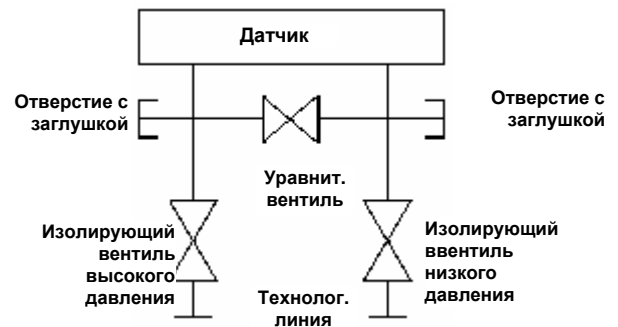 Датчик
Отверстие с
заглушкой
Отверстие с
заглушкой
Уравнит.
вентиль
Изолирующий
вентиль
высокого
давления
Изолирующий
ввентиль
низкого
давления
Технолог.
линия